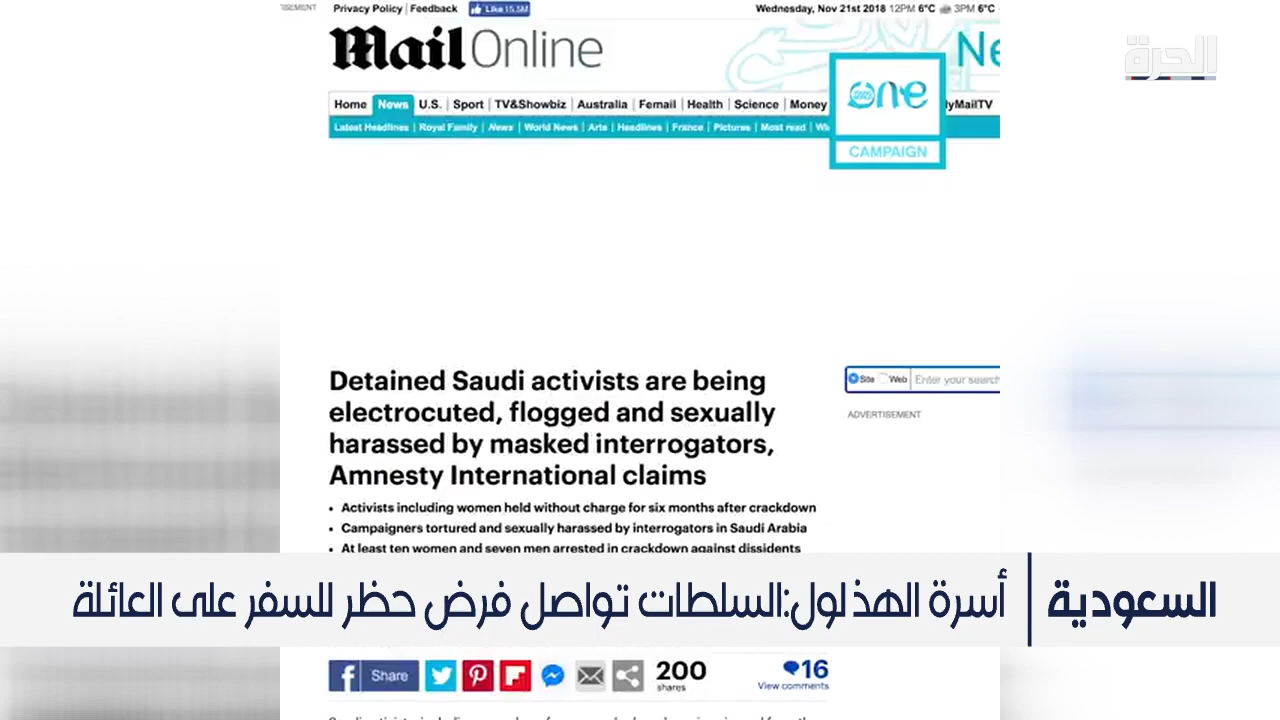 Privacy Policy | Feedback
Like 15.5M
Wednesday, Nov 21st 2018 12PM 6°C 3PM 6°C
الحرة
Mail Online
one
CAMPAIGN
Home News U.S. | Sport | TV&Showbiz | Australia | Femail | Health | Science | Money
lyMailTV
Latest Headlines | Royal Family | News | World News | Arts | Headlines | France | Pictures | Most read |
Site Web Enter your search
ADVERTISEMENT
Detained Saudi activists are being
electrocuted, flogged and sexually
harassed by masked interrogators,
Amnesty International claims
• Activists including women held without charge for six months after crackdown
• Campaigners tortured and sexually harassed by interrogators in Saudi Arabia
• At least ten women and seven men arrested in crackdown against dissidents
السعودية
أسرة الهذلول:السلطات تواصل فرض حظر للسفر على العائلة
Share
200
shares
16
View comments